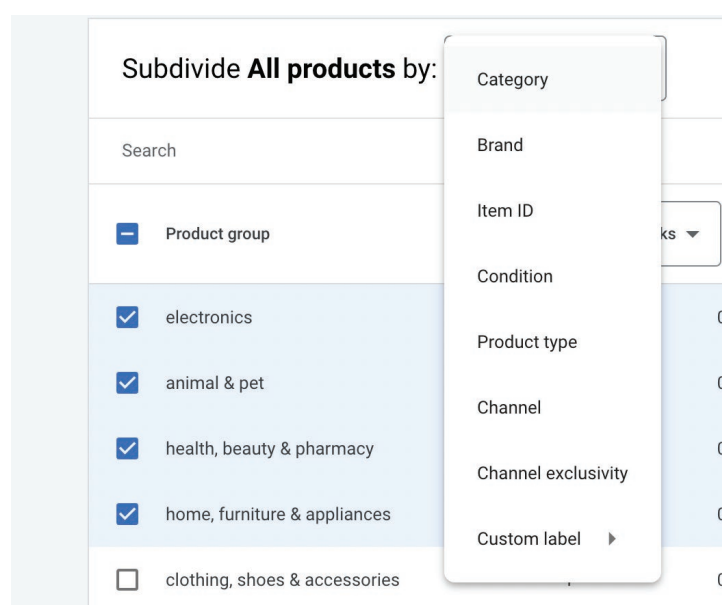 Subdivide All products by:
Category
Search
Brand
Item ID
Product group
Condition
electronics
Product type
animal & pet
Channel
health, beauty & pharmacy
Channel exclusivity
home, furniture & appliances
Custom label
clothing, shoes & accessories